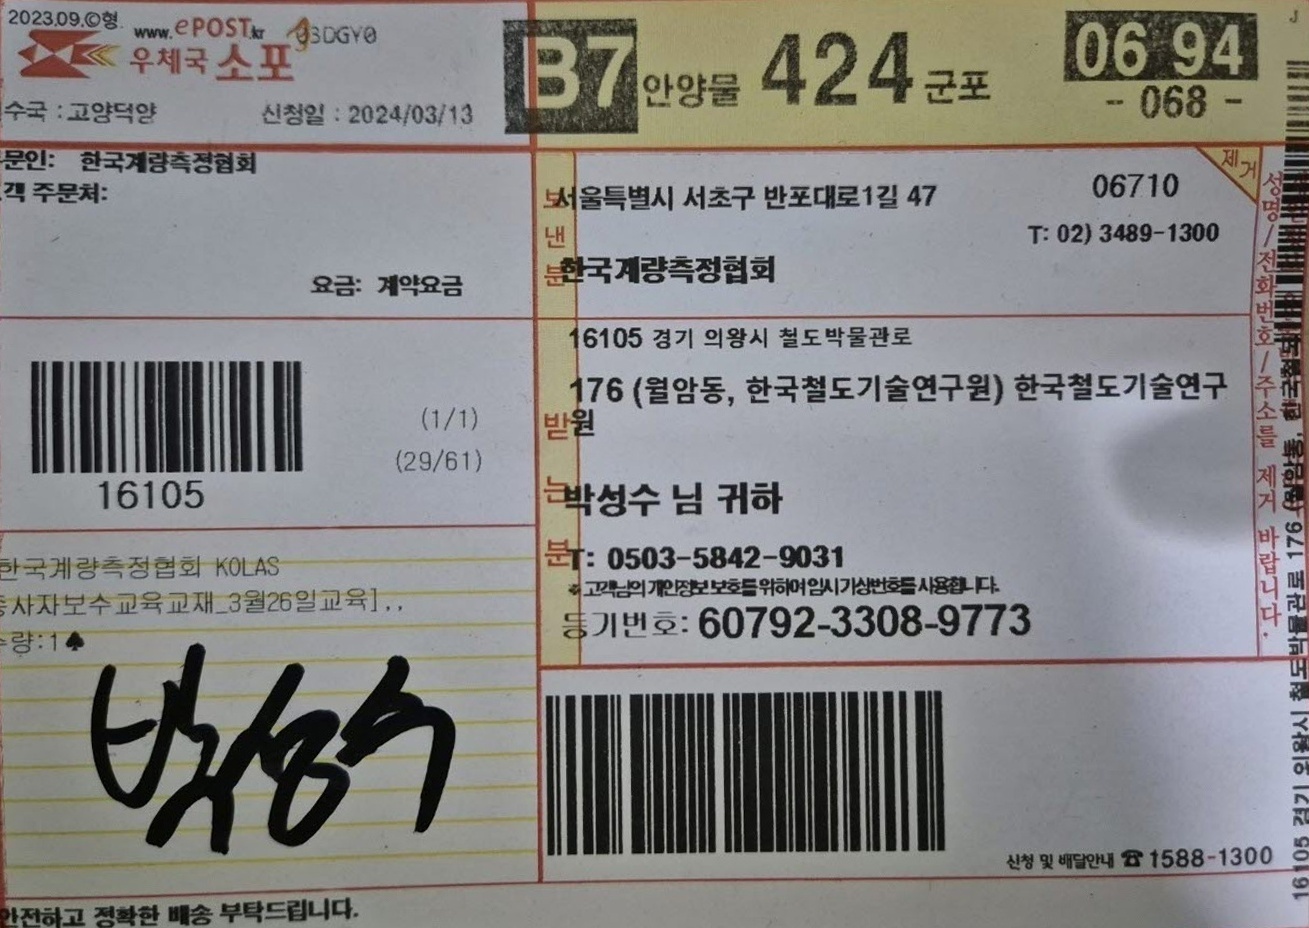 2023.09.©형.
www.ePOST.kr
03DGY0
우체국 소포
수국 : 고양덕양
신청일 : 2024/03/13
B7 안양물 424 군포
06 94
- 068 -
문인: 한국계량측정협회
객 주문처:
요금: 계약요금
제거
보낸분
서울특별시 서초구 반포대로1길 47
06710
T: 02) 3489-1300
한국계량측정협회
받는분
16105 경기 의왕시 철도박물관로
176 (월암동, 한국철도기술연구원) 한국철도기술연구
원
박성수 님 귀하
T: 0503-5842-9031
* 고객님의 개인정보 보호를 위하여 임시 가상번호를 사용합니다.
등기번호: 60792-3308-9773
16105
(1/1)
(29/61)
한국계량측정협회 KOLAS
종사자보수교육교재_3월26일교육],,
수량:1♠
박성수
신청 및 배달안내 ☎ 1588-1300
안전하고 정확한 배송 부탁드립니다.
성명/전화번호/주소를 제거 바랍니다.
16105 경기 의왕시 철도박물관로 176 (월암동, 한국철도